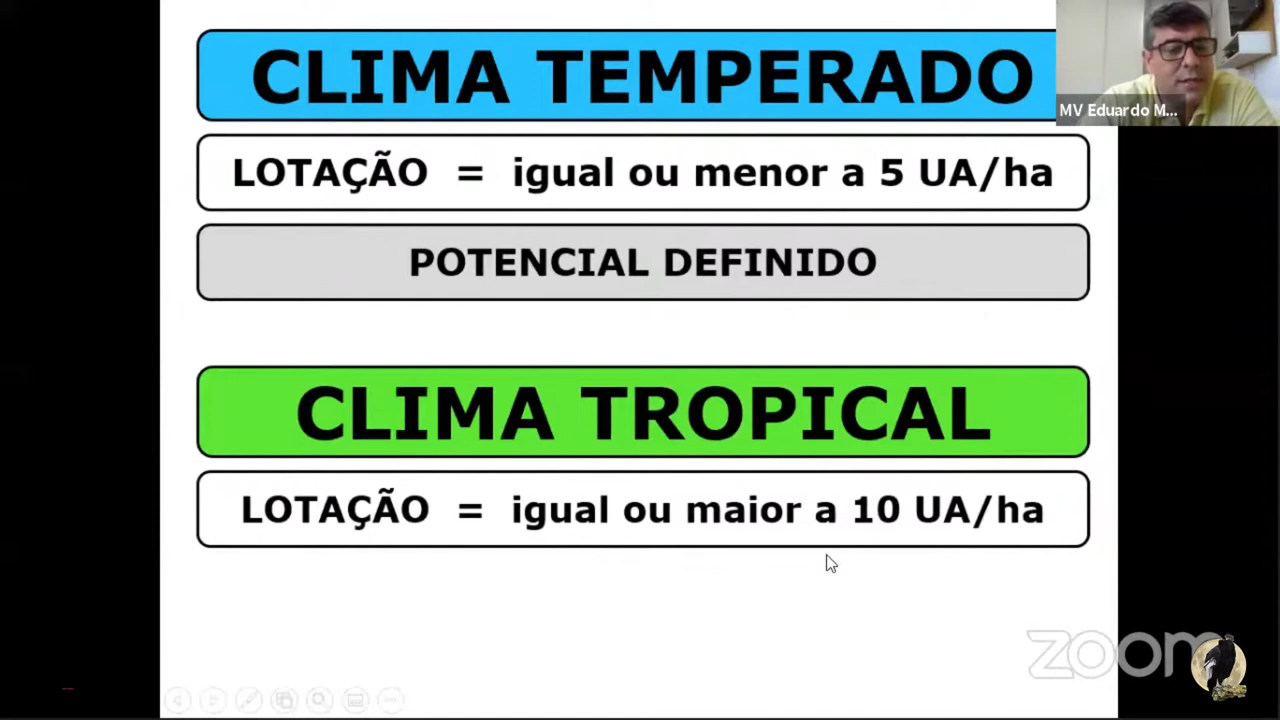 CLIMA TEMPERADO
MV Eduardo M...
LOTAÇÃO = igual ou menor a 5 UA/ha
POTENCIAL DEFINIDO
CLIMA TROPICAL
LOTAÇÃO = igual ou maior a 10 UA/ha
zoom